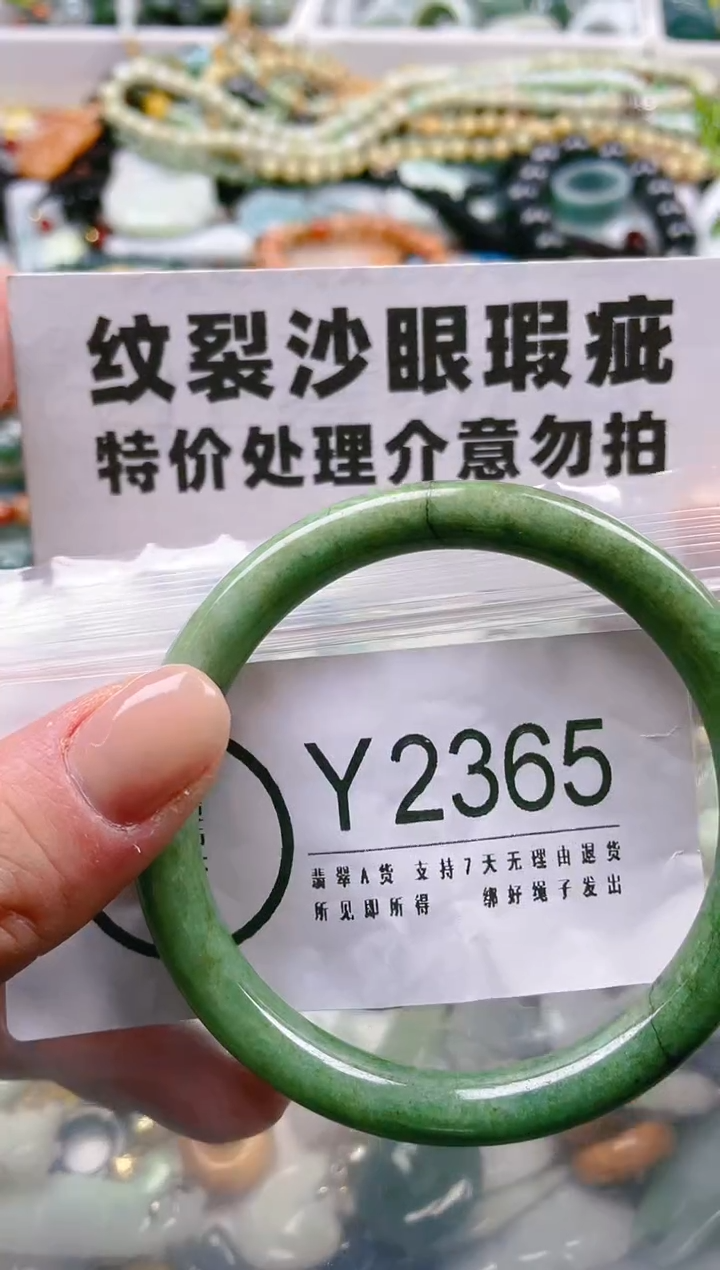 纹裂沙眼瑕疵
特价处理介意勿拍
Y2365
翡翠A货 支持7天无理由退货
所见即所得 绑好绳子发出